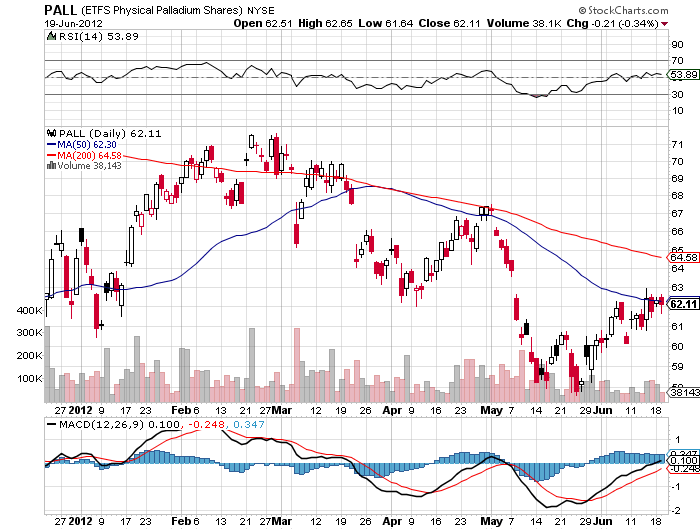 PALL (ETFS Physical Palladium Shares) NYSE © StockCharts.com
19-Jun-2012 Open 62.51 High 62.65 Low 61.64 Close 62.11 Volume 38.1K Chg -0.21 (-0.34%)
RSI(14) 53.89
90
70
53.89
30
10
PALL (Daily) 62.11
MA(50) 62.30
MA(200) 64.58
Volume 38,143
71
70
69
68
67
66
65
64.58
64
63
62.11
61
60
59
58
400K
300K
200K
100K
38143
27 2012 9 17 23 Feb 6 13 21 27 Mar 12 19 26 Apr 9 16 23 May 7 14 21 29 Jun 11 18
MACD(12,26,9) 0.100, -0.248, 0.347
1
0.347
0.100
-0.248
-1
27 2012 9 17 23 Feb 6 13 21 27 Mar 12 19 26 Apr 9 16 23 May 7 14 21 29 Jun 11 18